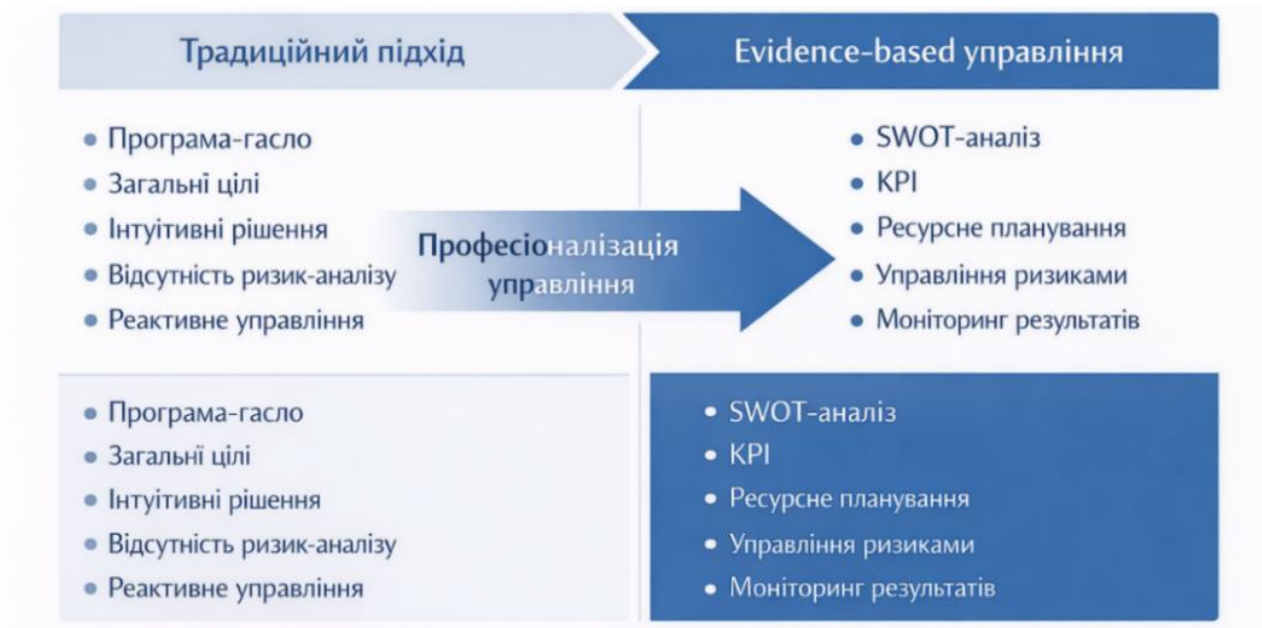 Традиційний підхід
Evidence-based управління
• Програма-гасло
• Загальні цілі
• Інтуїтивні рішення
• Відсутність ризик-аналізу
• Реактивне управління
Професіоналізація
управління
• SWOT-аналіз
• KPI
• Ресурсне планування
• Управління ризиками
• Моніторинг результатів
• Програма-гасло
• Загальнї цілі
• Інтуїтивні рішення
• Відсутність ризик-аналізу
• Реактивне управління
• SWOT-аналіз
• KPI
• Ресурсне планування
• Управління ризиками
• Моніторинг результатів